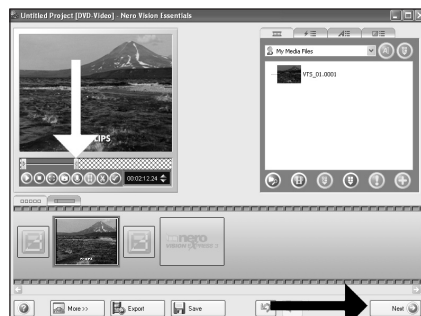 Untitled Project [DVD-Video] - Nero Vision Essentials
My Media Files
VTS_01.0001
00:02:12.24
nero
More >>
Export
Save
Next